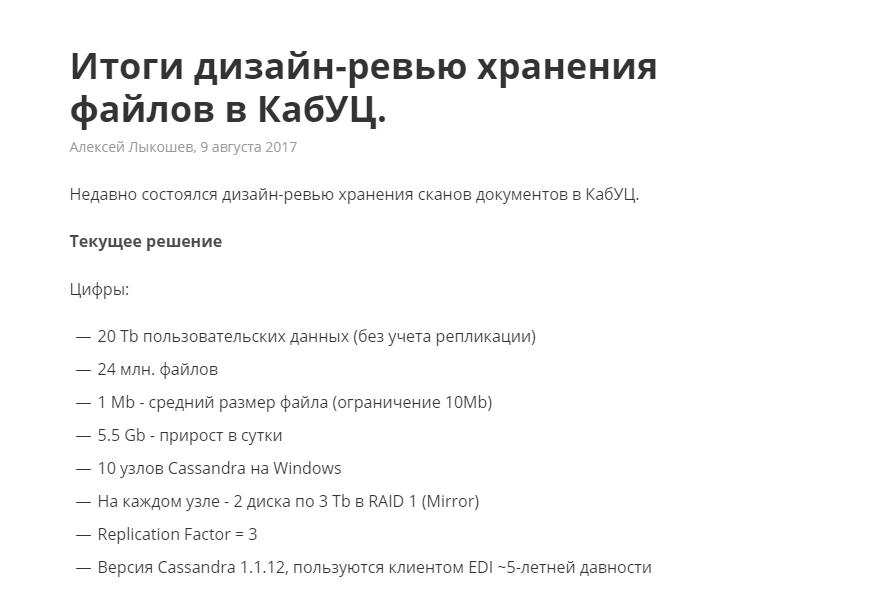 Итоги дизайн-ревью хранения
файлов в КабУЦ.
Алексей Лыкошев, 9 августа 2017
Недавно состоялся дизайн-ревью хранения сканов документов в КабУЦ.
Текущее решение
Цифры:
— 20 Tb пользовательских данных (без учета репликации)
— 24 млн. файлов
— 1 Mb - средний размер файла (ограничение 10Mb)
— 5.5 Gb - прирост в сутки
— 10 узлов Cassandra на Windows
— На каждом узле - 2 диска по 3 Tb в RAID 1 (Mirror)
— Replication Factor = 3
— Версия Cassandra 1.1.12, пользуются клиентом EDI ~5-летней давности